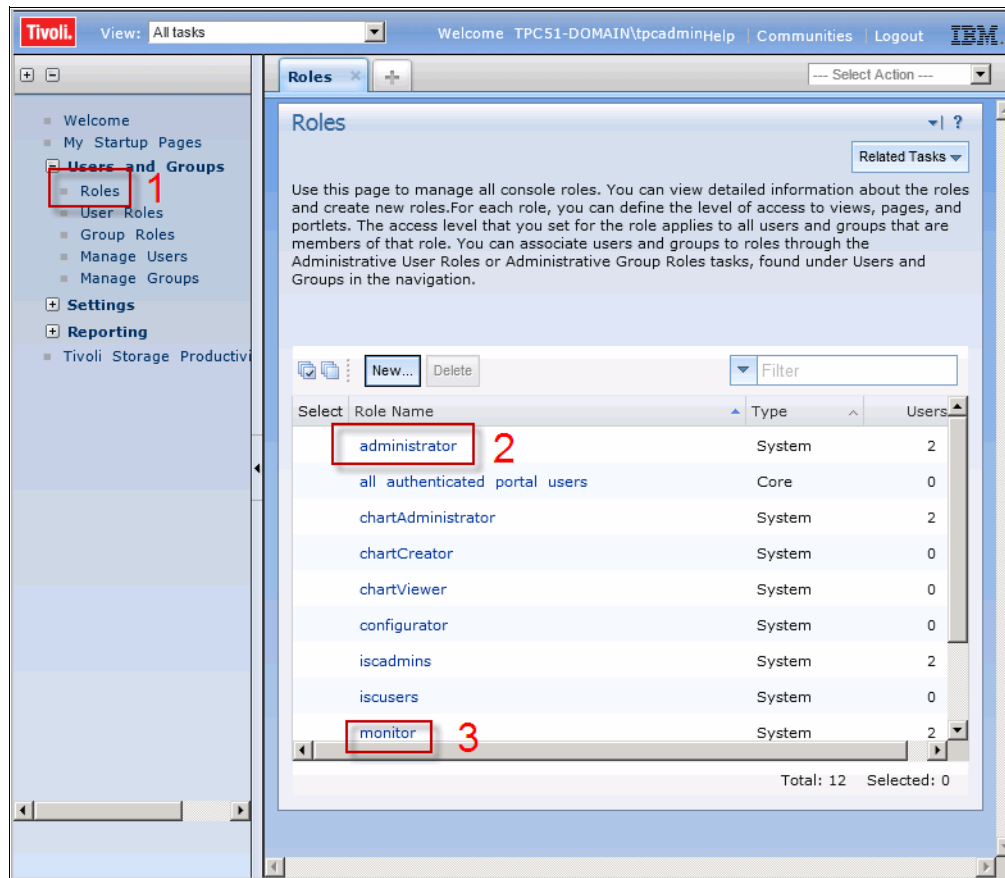 Tivoli. View: All tasks Welcome TPC51-DOMAIN\tpcadmin Help Communities Logout IBM.
Roles --- Select Action ---
Welcome
My Startup Pages
Users and Groups
Roles 1
User Roles
Group Roles
Manage Users
Manage Groups
Settings
Reporting
Tivoli Storage Productivi
Roles ?
Related Tasks
Use this page to manage all console roles. You can view detailed information about the roles
and create new roles.For each role, you can define the level of access to views, pages, and
portlets. The access level that you set for the role applies to all users and groups that are
members of that role. You can associate users and groups to roles through the
Administrative User Roles or Administrative Group Roles tasks, found under Users and
Groups in the navigation.
New... Delete Filter
Select Role Name Type Users
administrator 2 System 2
all authenticated portal users Core 0
chartAdministrator System 2
chartCreator System 0
chartViewer System 0
configurator System 0
iscadmins System 2
iscusers System 0
monitor 3 System 2
Total: 12 Selected: 0